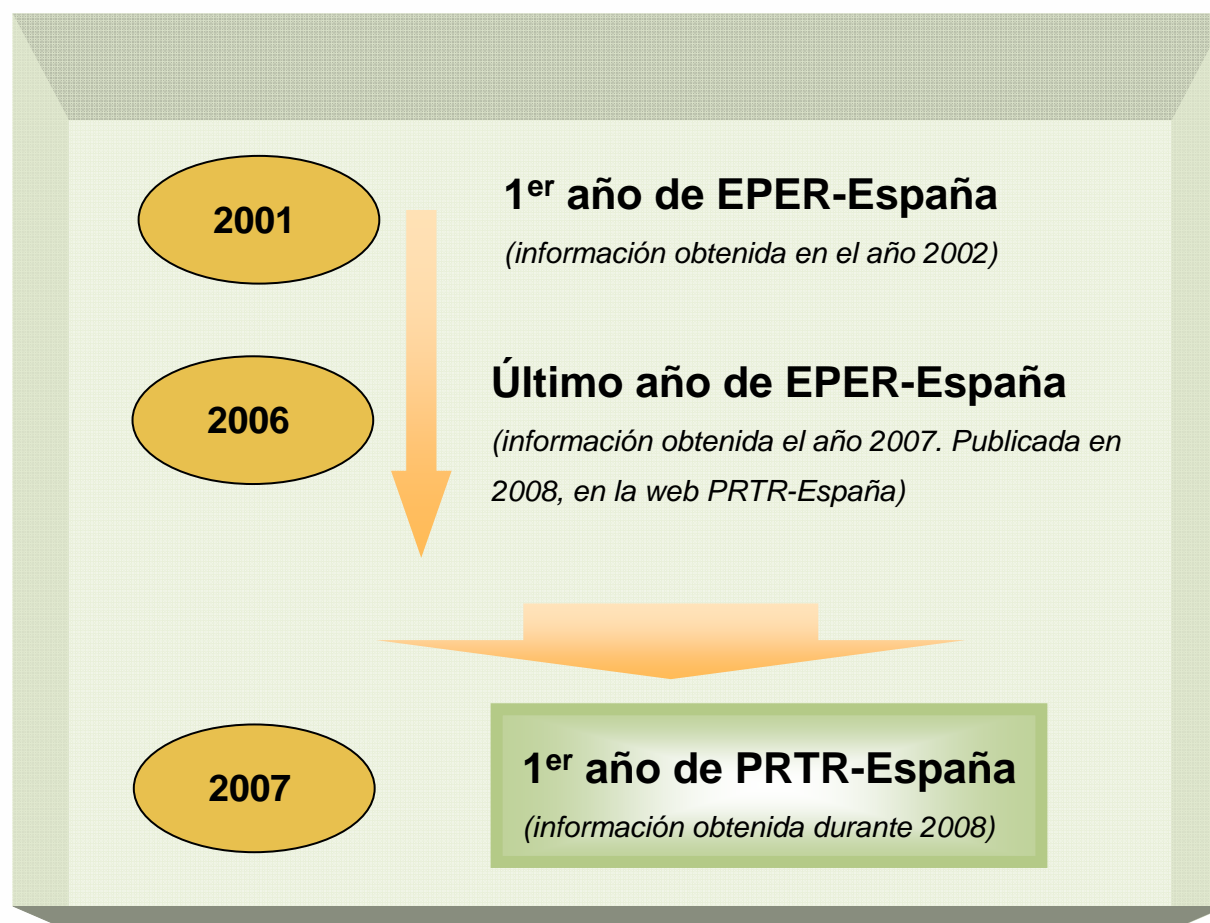 2001
1er año de EPER-España
(información obtenida en el año 2002)
2006
Último año de EPER-España
(información obtenida el año 2007. Publicada en
2008, en la web PRTR-España)
2007
1er año de PRTR-España
(información obtenida durante 2008)